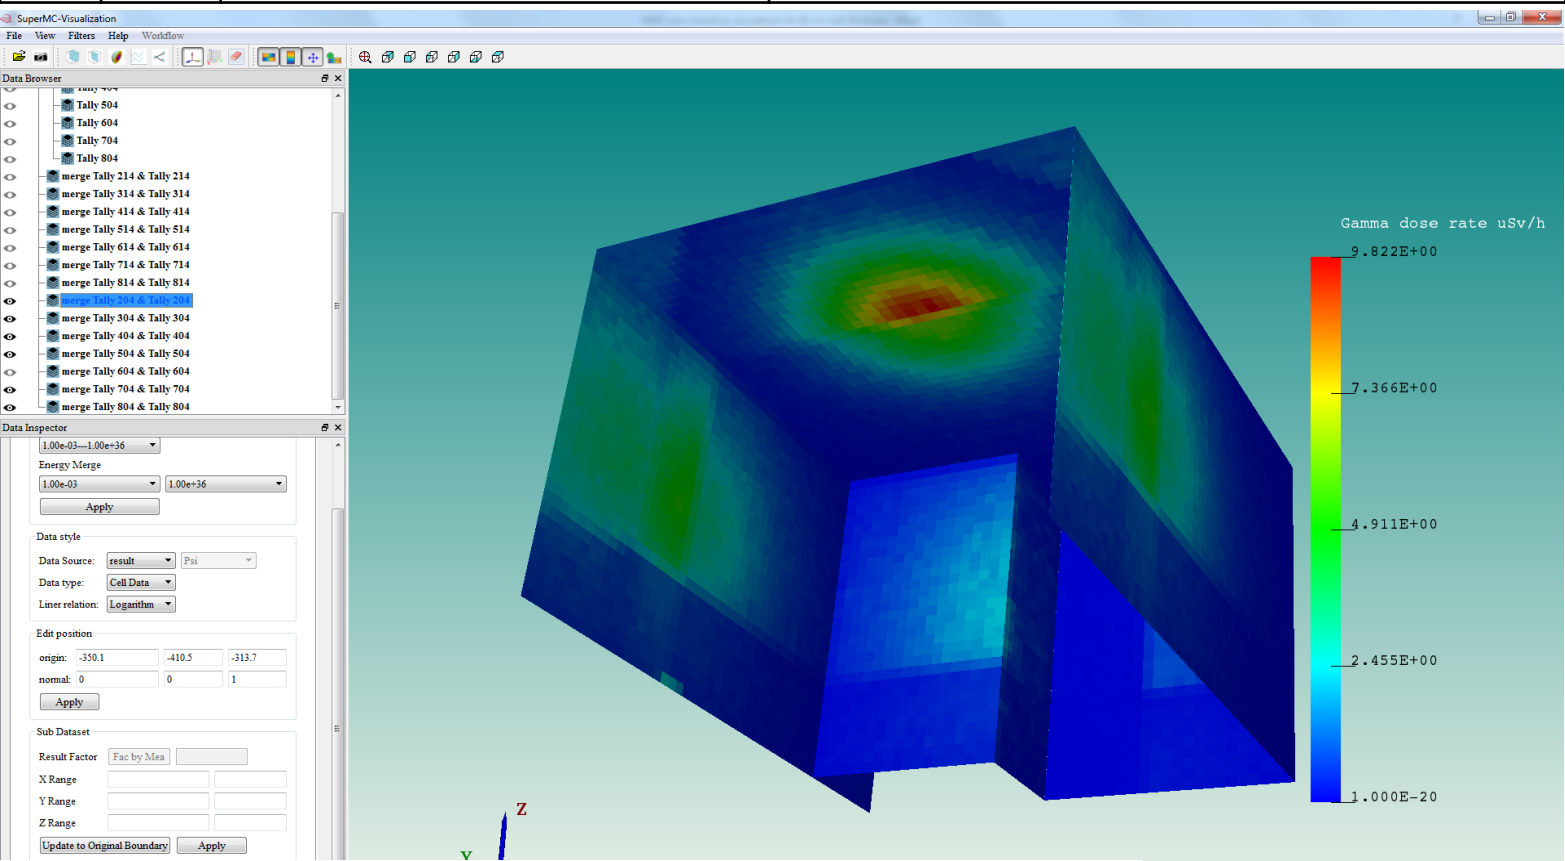 SuperMC-Visualization
File View Filters Help Workflow
Data Browser
Tally 404
Tally 504
Tally 604
Tally 704
Tally 804
merge Tally 214 & Tally 214
merge Tally 314 & Tally 314
merge Tally 414 & Tally 414
merge Tally 514 & Tally 514
merge Tally 614 & Tally 614
merge Tally 714 & Tally 714
merge Tally 814 & Tally 814
merge Tally 204 & Tally 204
merge Tally 304 & Tally 304
merge Tally 404 & Tally 404
merge Tally 504 & Tally 504
merge Tally 604 & Tally 604
merge Tally 704 & Tally 704
merge Tally 804 & Tally 804
Data Inspector
1.00e-03---1.00e+36
Energy Merge
1.00e-03 1.00e+36
Apply
Data style
Data Source: result Psi
Data type: Cell Data
Liner relation: Logarithm
Edit position
origin: -350.1 -410.5 -313.7
normal: 0 0 1
Apply
Sub Dataset
Result Factor Fac by Mea
X Range
Y Range
Z Range
Update to Original Boundary Apply
Gamma dose rate uSv/h
9.822E+00
7.366E+00
4.911E+00
2.455E+00
1.000E-20
Z
Y